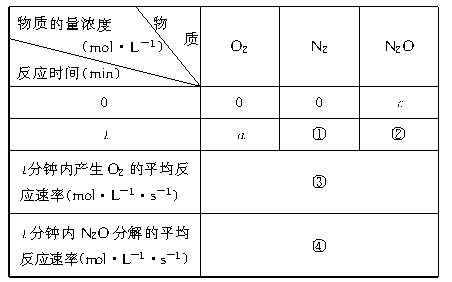 物质的量浓度 物
(mol·L−1) 质
反应时间(min)
O2 N2 N2O
0 0 0 c
t a ① ②
t分钟内产生O2的平均反
应速率(mol·L−1·s−1) ③
t分钟内N2O分解的平均
反应速率(mol·L−1·s−1) ④